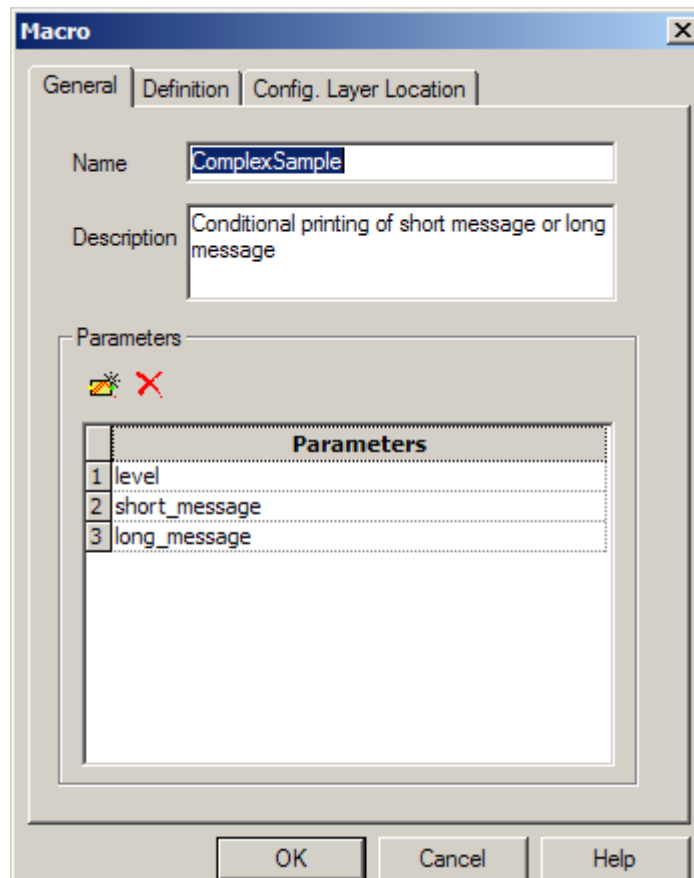 Macro
General Definition Config. Layer Location
Name ComplexSample
Description Conditional printing of short message or long
message
Parameters
Parameters
1 level
2 short_message
3 long_message
OK Cancel Help